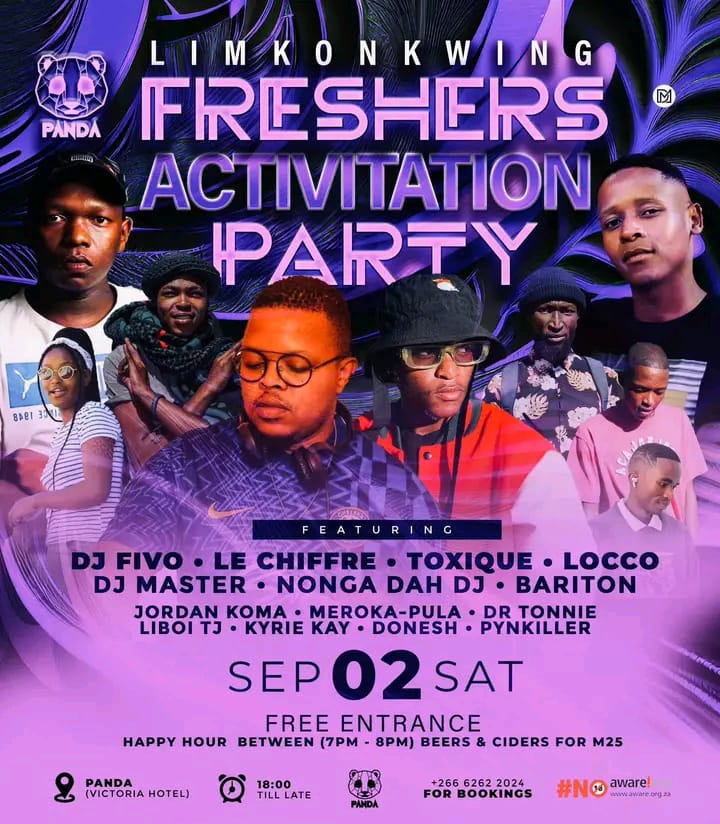 LIMKONKWING
FRESHERS
PANDA
ACTIVITATION
PARTY
SINCE 1948
FEATURING
DJ FIVO • LE CHIFFRE • TOXIQUE • LOCCO
DJ MASTER • NONGA DAH DJ • BARITON
JORDAN KOMA • MEROKA-PULA • DR TONNIE
LIBOI TJ • KYRIE KAY • DONESH • PYNKILLER
SEP 02 SAT
FREE ENTRANCE
HAPPY HOUR BETWEEN (7PM - 8PM) BEERS & CIDERS FOR M25
PANDA
(VICTORIA HOTEL)
18:00
TILL LATE
PANDA
+266 6262 2024
FOR BOOKINGS
#NO
18
www.aware.org.za